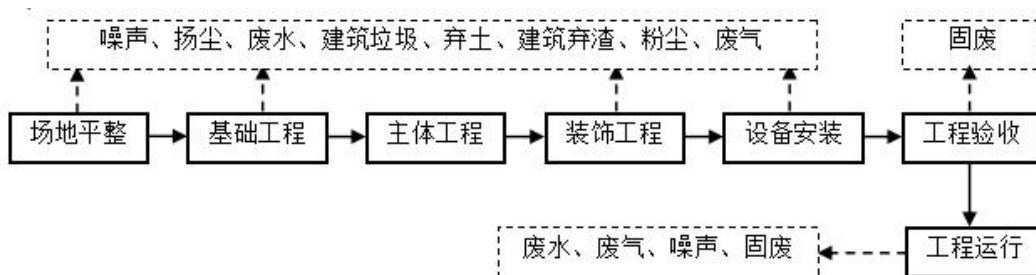 噪声、扬尘、废水、建筑垃圾、弃土、建筑弃渣、粉尘、废气
固废
场地平整
基础工程
主体工程
装饰工程
设备安装
工程验收
废水、废气、噪声、固废
工程运行